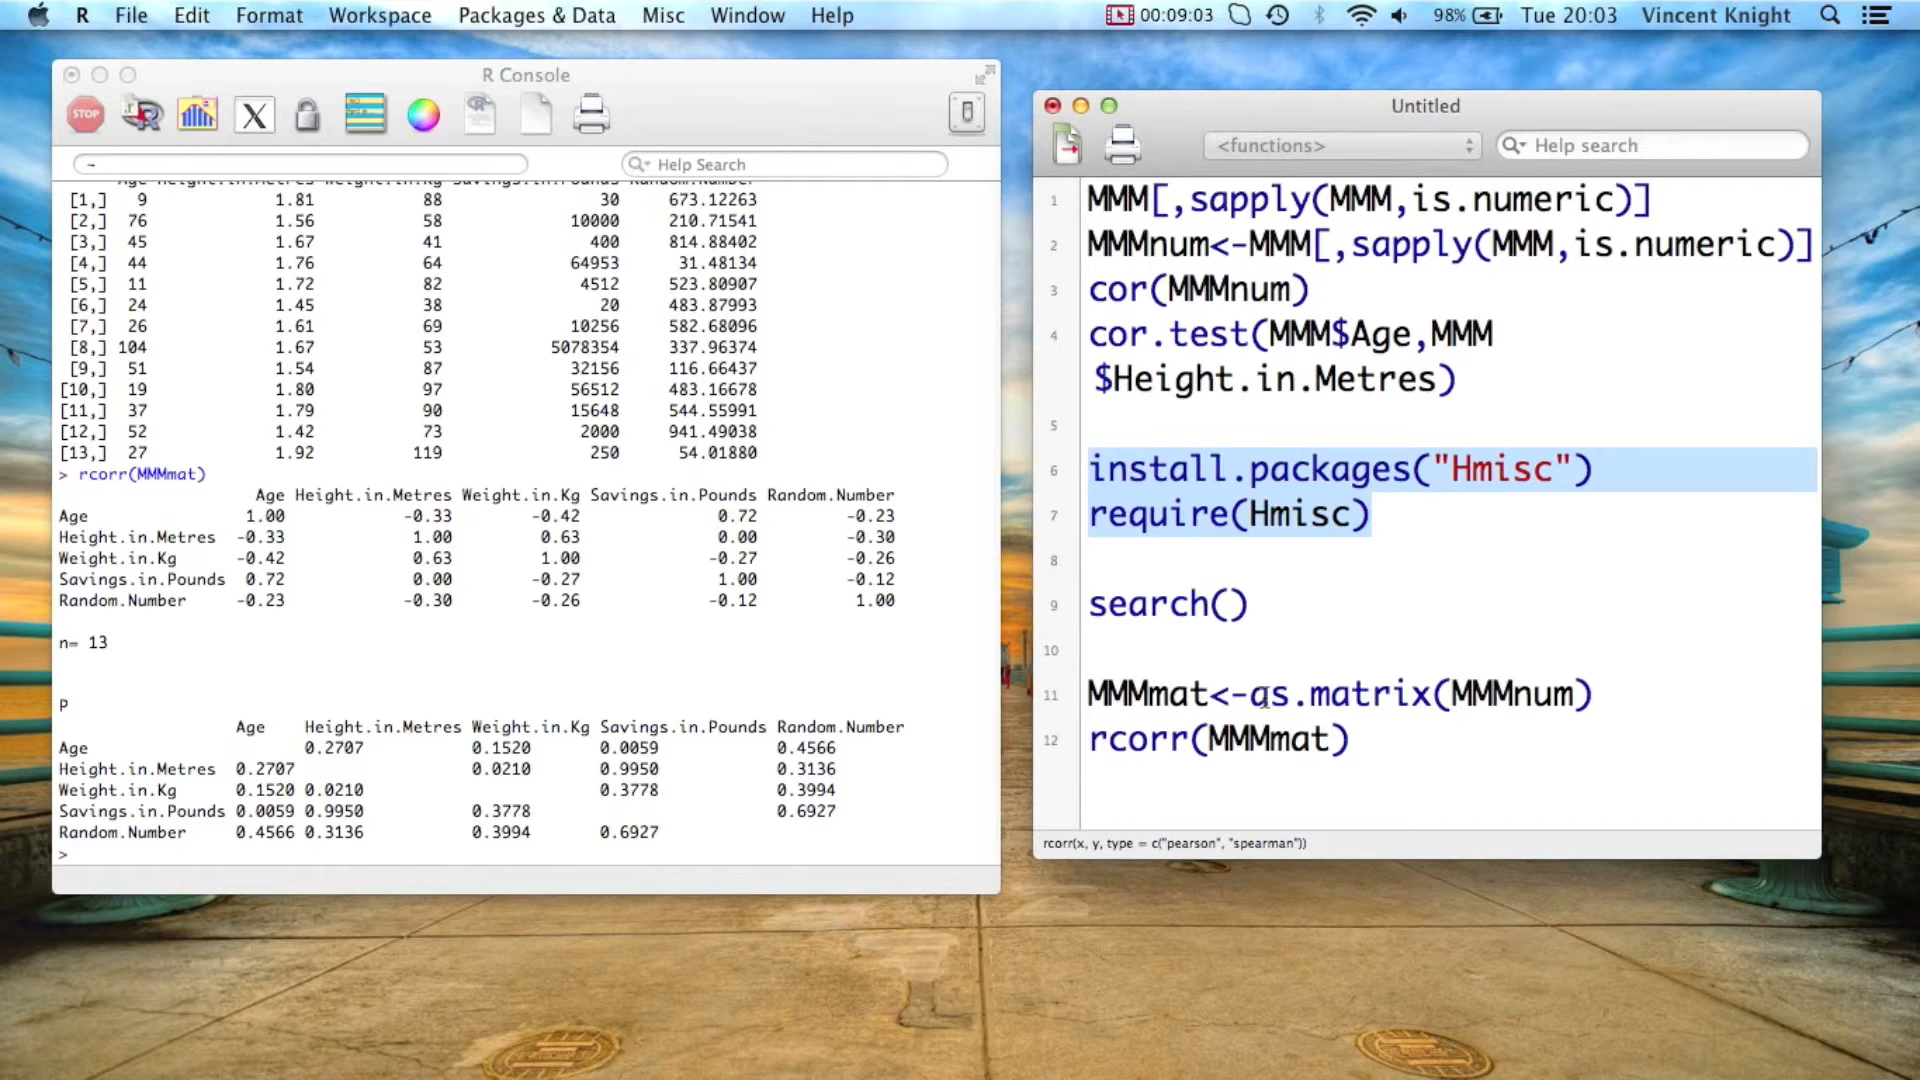 R File Edit Format Workspace Packages & Data Misc Window Help 00:09:03 98% Tue 20:03 Vincent Knight
R Console
STOP
~ Help Search
Age Height.in.Metres Weight.in.Kg Savings.in.Pounds Random.Number
[1,] 9 1.81 88 30 673.12263
[2,] 76 1.56 58 10000 210.71541
[3,] 45 1.67 41 400 814.88402
[4,] 44 1.76 64 64953 31.48134
[5,] 11 1.72 82 4512 523.80907
[6,] 24 1.45 38 20 483.87993
[7,] 26 1.61 69 10256 582.68096
[8,] 104 1.67 53 5078354 337.96374
[9,] 51 1.54 87 32156 116.66437
[10,] 19 1.80 97 56512 483.16678
[11,] 37 1.79 90 15648 544.55991
[12,] 52 1.42 73 2000 941.49038
[13,] 27 1.92 119 250 54.01880
> rcorr(MMMmat)
Age Height.in.Metres Weight.in.Kg Savings.in.Pounds Random.Number
Age 1.00 -0.33 -0.42 0.72 -0.23
Height.in.Metres -0.33 1.00 0.63 0.00 -0.30
Weight.in.Kg -0.42 0.63 1.00 -0.27 -0.26
Savings.in.Pounds 0.72 0.00 -0.27 1.00 -0.12
Random.Number -0.23 -0.30 -0.26 -0.12 1.00
n= 13
P
Age Height.in.Metres Weight.in.Kg Savings.in.Pounds Random.Number
Age 0.2707 0.1520 0.0059 0.4566
Height.in.Metres 0.2707 0.0210 0.9950 0.3136
Weight.in.Kg 0.1520 0.0210 0.3778 0.3994
Savings.in.Pounds 0.0059 0.9950 0.3778 0.6927
Random.Number 0.4566 0.3136 0.3994 0.6927
>
Untitled
<functions> Help search
1 MMM[,sapply(MMM,is.numeric)]
2 MMMnum<-MMM[,sapply(MMM,is.numeric)]
3 cor(MMMnum)
4 cor.test(MMM$Age,MMM
$Height.in.Metres)
5
6 install.packages("Hmisc")
7 require(Hmisc)
8
9 search()
10
11 MMMmat<-as.matrix(MMMnum)
12 rcorr(MMMmat)
rcorr(x, y, type = c("pearson", "spearman"))